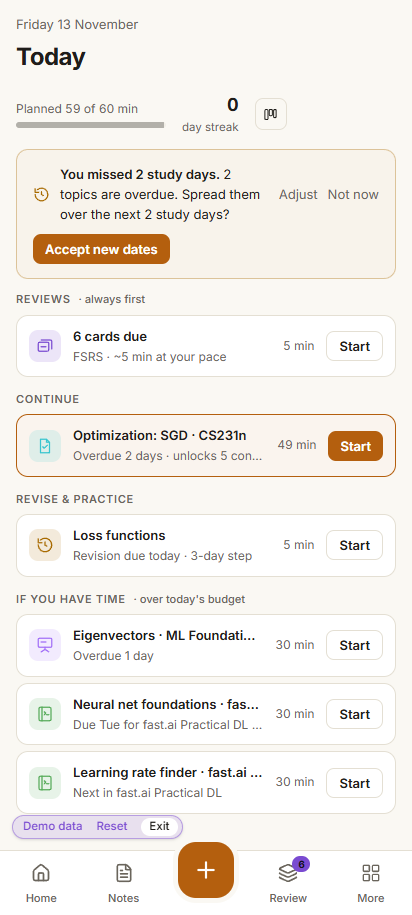 Friday 13 November
Today
Planned 59 of 60 min
0
day streak
You missed 2 study days. 2
topics are overdue. Spread them
over the next 2 study days?
Adjust
Not now
Accept new dates
REVIEWS · always first
6 cards due
FSRS · ~5 min at your pace
5 min
Start
CONTINUE
Optimization: SGD · CS231n
Overdue 2 days · unlocks 5 con...
49 min
Start
REVISE & PRACTICE
Loss functions
Revision due today · 3-day step
5 min
Start
IF YOU HAVE TIME · over today's budget
Eigenvectors · ML Foundati...
Overdue 1 day
30 min
Start
Neural net foundations · fas...
Due Tue for fast.ai Practical DL ...
30 min
Start
Learning rate finder · fast.ai ...
Next in fast.ai Practical DL
30 min
Start
Demo data
Reset
Exit
Home
Notes
6
Review
More